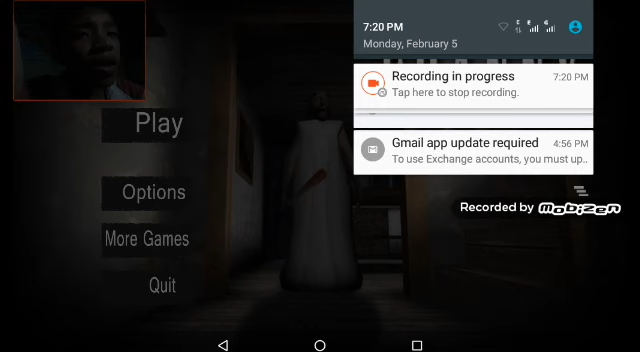 7:20 PM
Monday, February 5
Recording in progress 7:20 PM
Tap here to stop recording.
Gmail app update required 4:56 PM
To use Exchange accounts, you must up..
Recorded by MOBIZEN
Play
Options
More Games
Quit